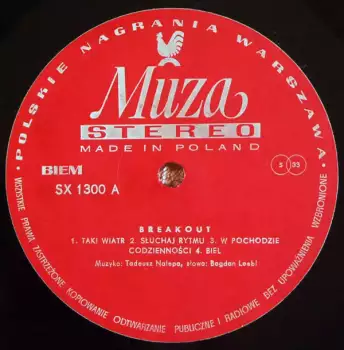 • POLSKIE NAGRANIA WARSZAWA •
Muza
STEREO
MADE IN POLAND
BIEM
SX 1300 A
S 33
BREAKOUT
1. TAKI WIATR 2. SŁUCHAJ RYTMU 3. W POCHODZIE
CODZIENNOŚCI 4. BIEL
Muzyka: Tadeusz Nalepa, słowa: Bogdan Loebl
WSZYSTKIE PRAWA ZASTRZEŻONE KOPIOWANIE ODTWARZANIE PUBLICZNE I RADIOWE BEZ UPOWAŻNIENIA WZBRONIONE